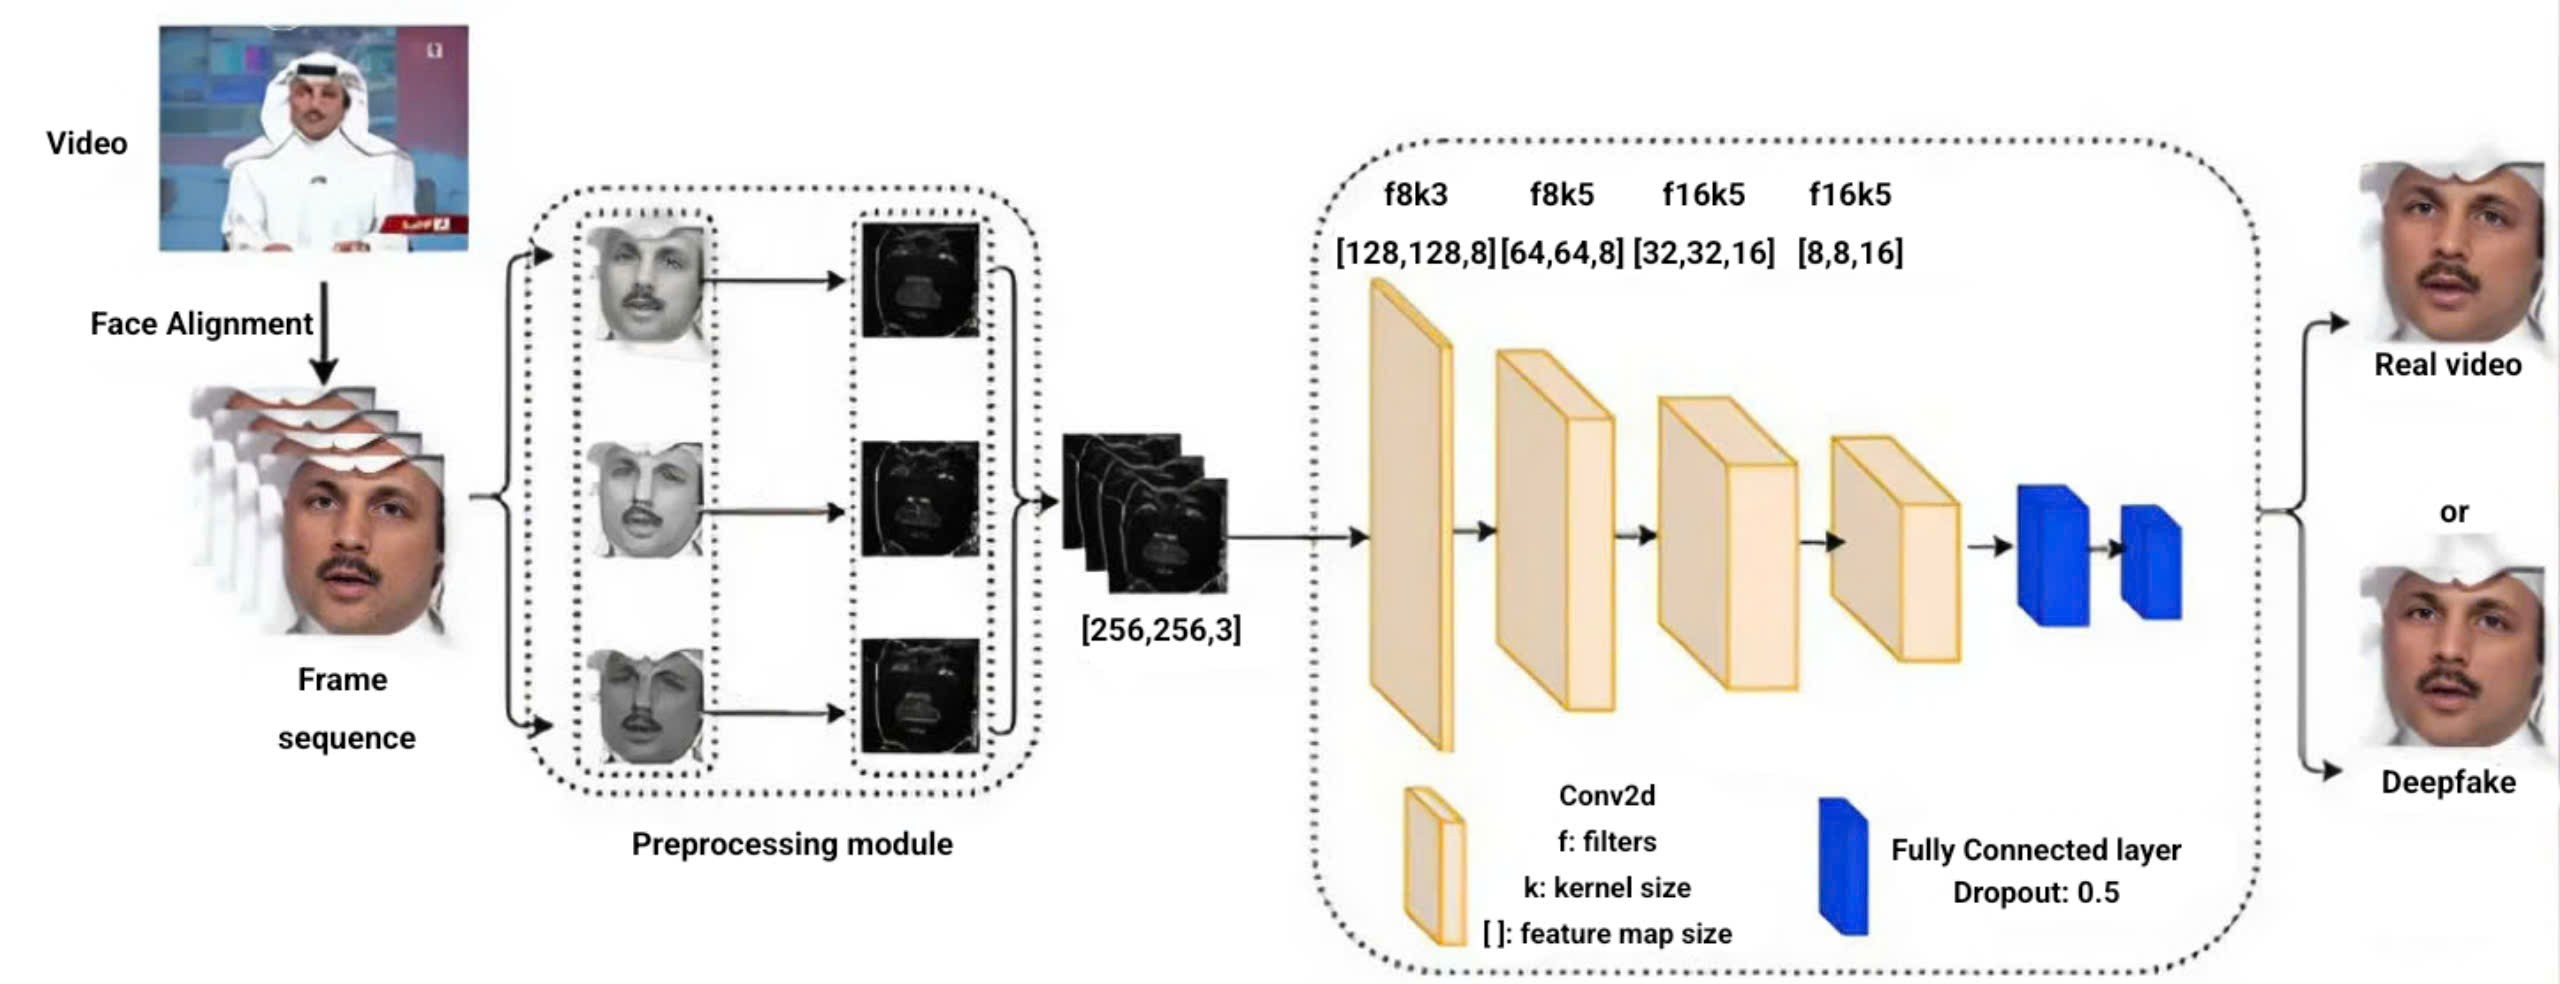 Video
Face Alignment
Frame
sequence
Preprocessing module
[256,256,3]
f8k3
f8k5
f16k5
f16k5
[128,128,8]
[64,64,8]
[32,32,16]
[8,8,16]
Conv2d
f: filters
k: kernel size
[ ]: feature map size
Fully Connected layer
Dropout: 0.5
Real video
or
Deepfake